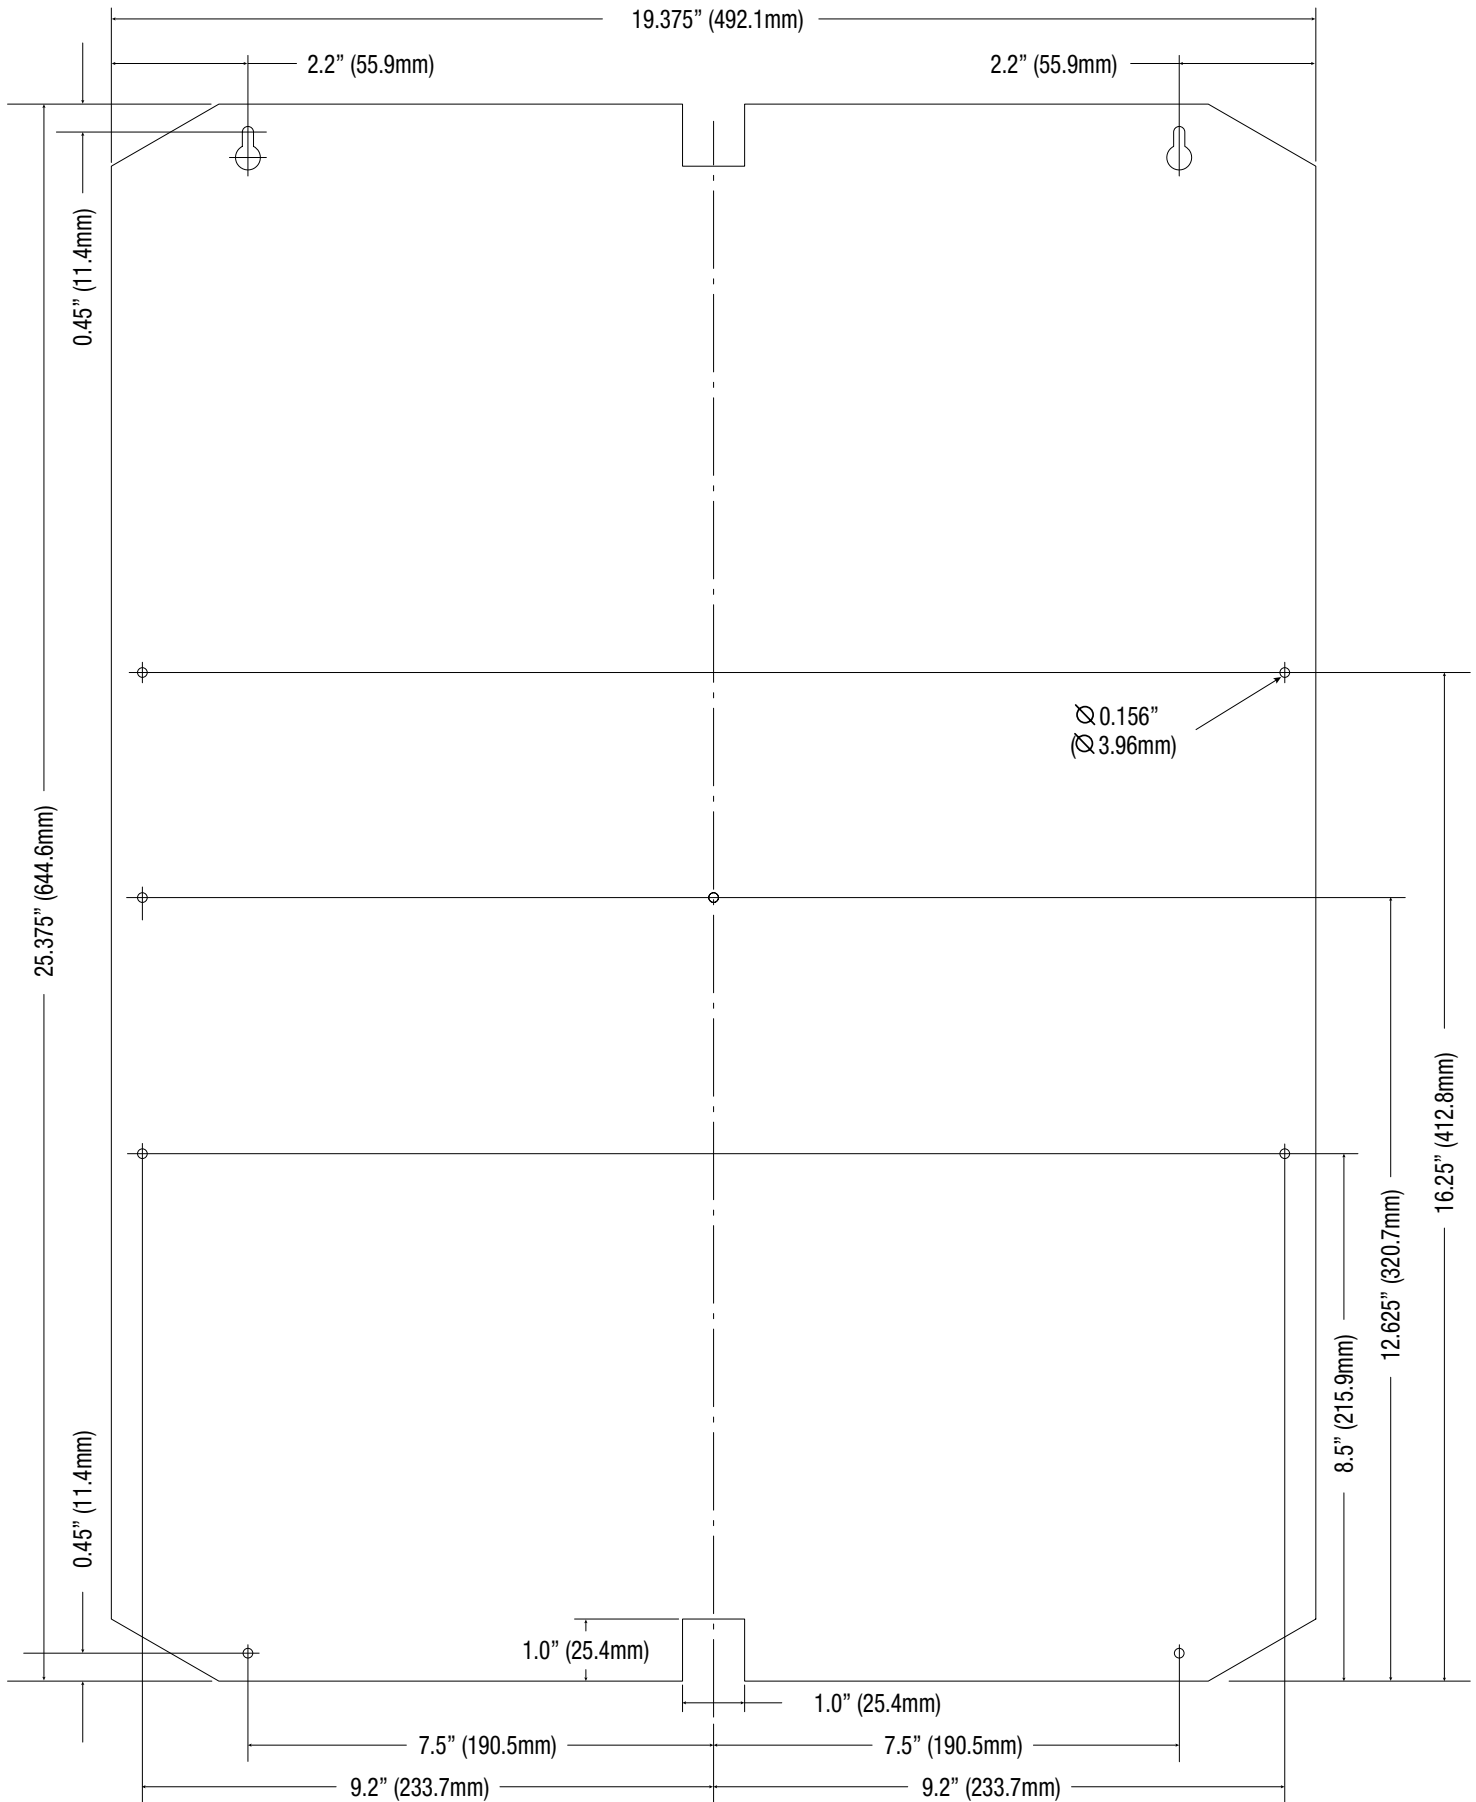 19.375” (492.1mm)
2.2” (55.9mm)
2.2” (55.9mm)
0.45” (11.4mm)
∅ 0.156”
(∅ 3.96mm)
25.375” (644.6mm)
16.25” (412.8mm)
12.625” (320.7mm)
8.5” (215.9mm)
0.45” (11.4mm)
1.0” (25.4mm)
1.0” (25.4mm)
7.5” (190.5mm)
7.5” (190.5mm)
9.2” (233.7mm)
9.2” (233.7mm)